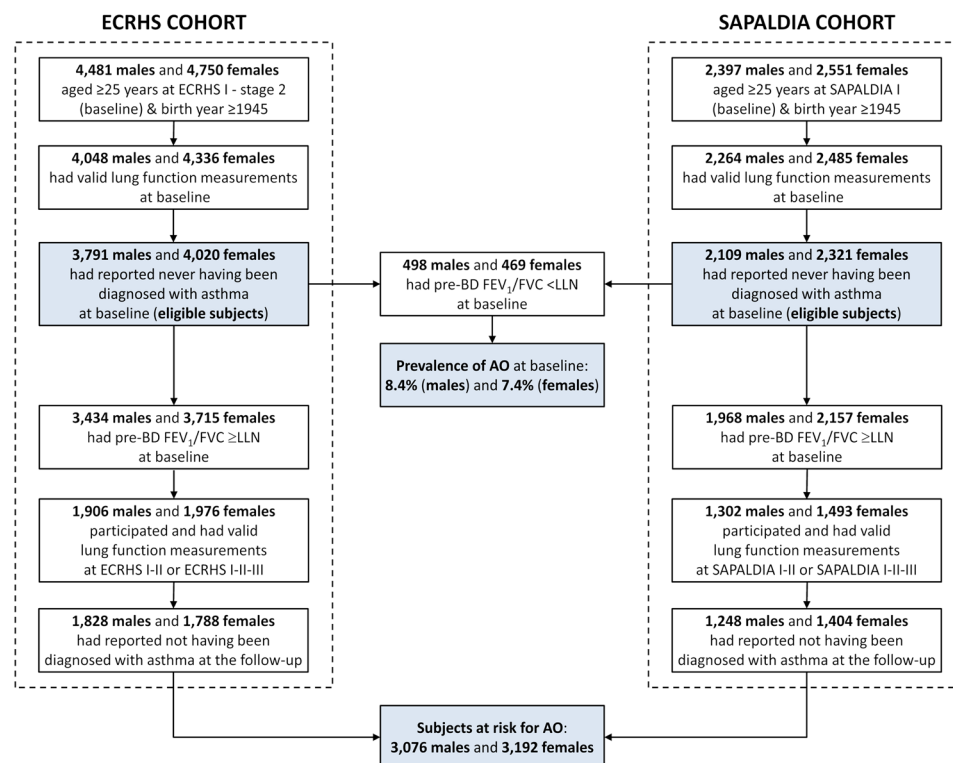 ECRHS COHORT
4,481 males and 4,750 females
aged ≥25 years at ECRHS I - stage 2
(baseline) & birth year ≥1945
4,048 males and 4,336 females
had valid lung function measurements
at baseline
3,791 males and 4,020 females
had reported never having been
diagnosed with asthma
at baseline (eligible subjects)
3,434 males and 3,715 females
had pre-BD FEV₁/FVC ≥LLN
at baseline
1,906 males and 1,976 females
participated and had valid
lung function measurements
at ECRHS I-II or ECRHS I-II-III
1,828 males and 1,788 females
had reported not having been
diagnosed with asthma at the follow-up
498 males and 469 females
had pre-BD FEV₁/FVC <LLN
at baseline
Prevalence of AO at baseline:
8.4% (males) and 7.4% (females)
SAPALDIA COHORT
2,397 males and 2,551 females
aged ≥25 years at SAPALDIA I
(baseline) & birth year ≥1945
2,264 males and 2,485 females
had valid lung function measurements
at baseline
2,109 males and 2,321 females
had reported never having been
diagnosed with asthma
at baseline (eligible subjects)
1,968 males and 2,157 females
had pre-BD FEV₁/FVC ≥LLN
at baseline
1,302 males and 1,493 females
participated and had valid
lung function measurements
at SAPALDIA I-II or SAPALDIA I-II-III
1,248 males and 1,404 females
had reported not having been
diagnosed with asthma at the follow-up
Subjects at risk for AO:
3,076 males and 3,192 females